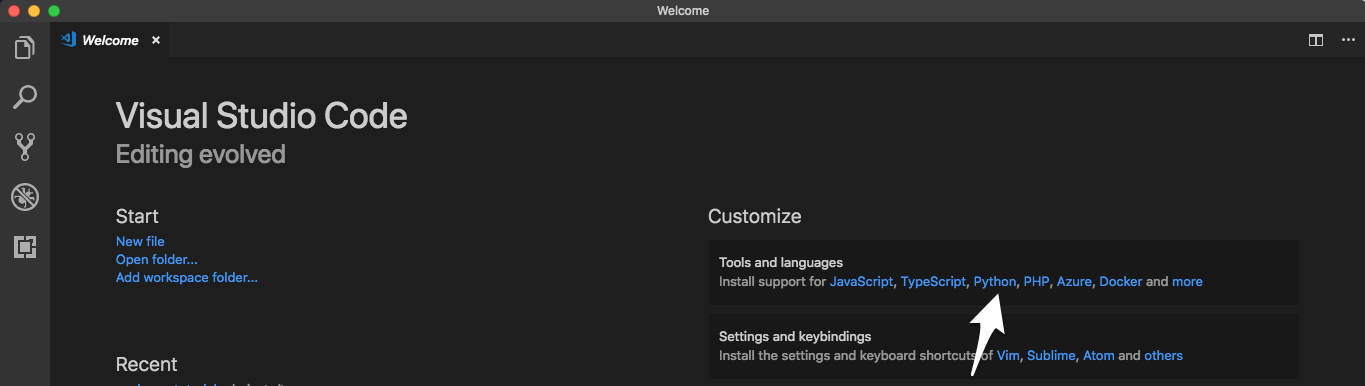 Welcome
Welcome
Visual Studio Code
Editing evolved
Start
New file
Open folder...
Add workspace folder...
Recent
Customize
Tools and languages
Install support for JavaScript, TypeScript, Python, PHP, Azure, Docker and more
Settings and keybindings
Install the settings and keyboard shortcuts of Vim, Sublime, Atom and others